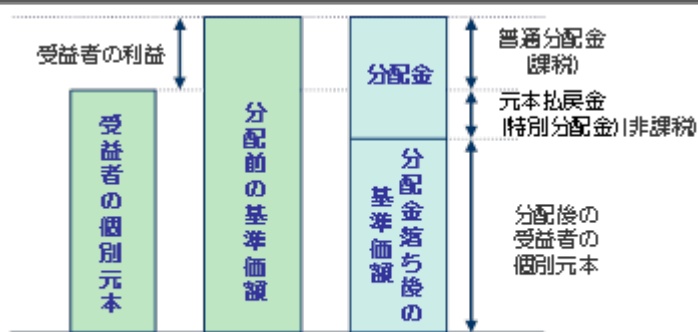 受益者の利益
受益者の個別元本
分配前の基準価額
分配金
分配金落ち後の
基準価額
普通分配金
(課税)
元本払戻金
(特別分配金)(非課税)
分配後の
受益者の
個別元本